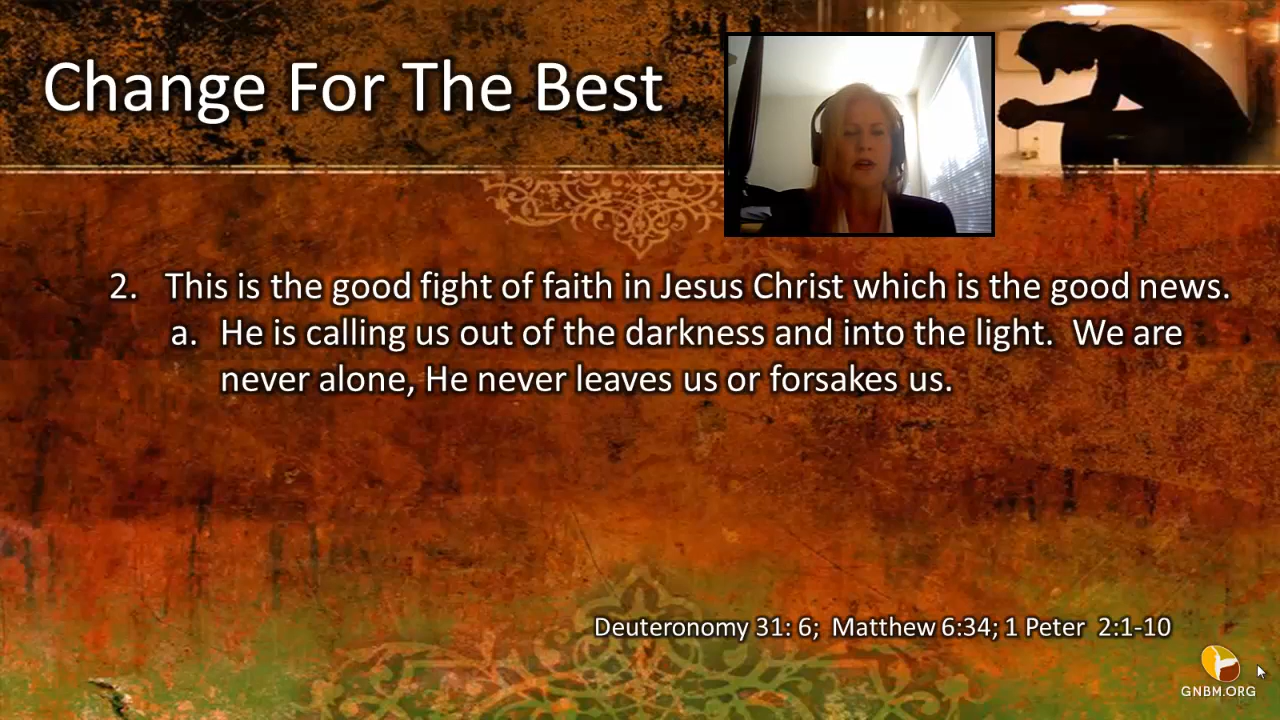 Change For The Best
2. This is the good fight of faith in Jesus Christ which is the good news.
a. He is calling us out of the darkness and into the light. We are
never alone, He never leaves us or forsakes us.
Deuteronomy 31: 6; Matthew 6:34; 1 Peter 2:1-10
GNBM.ORG